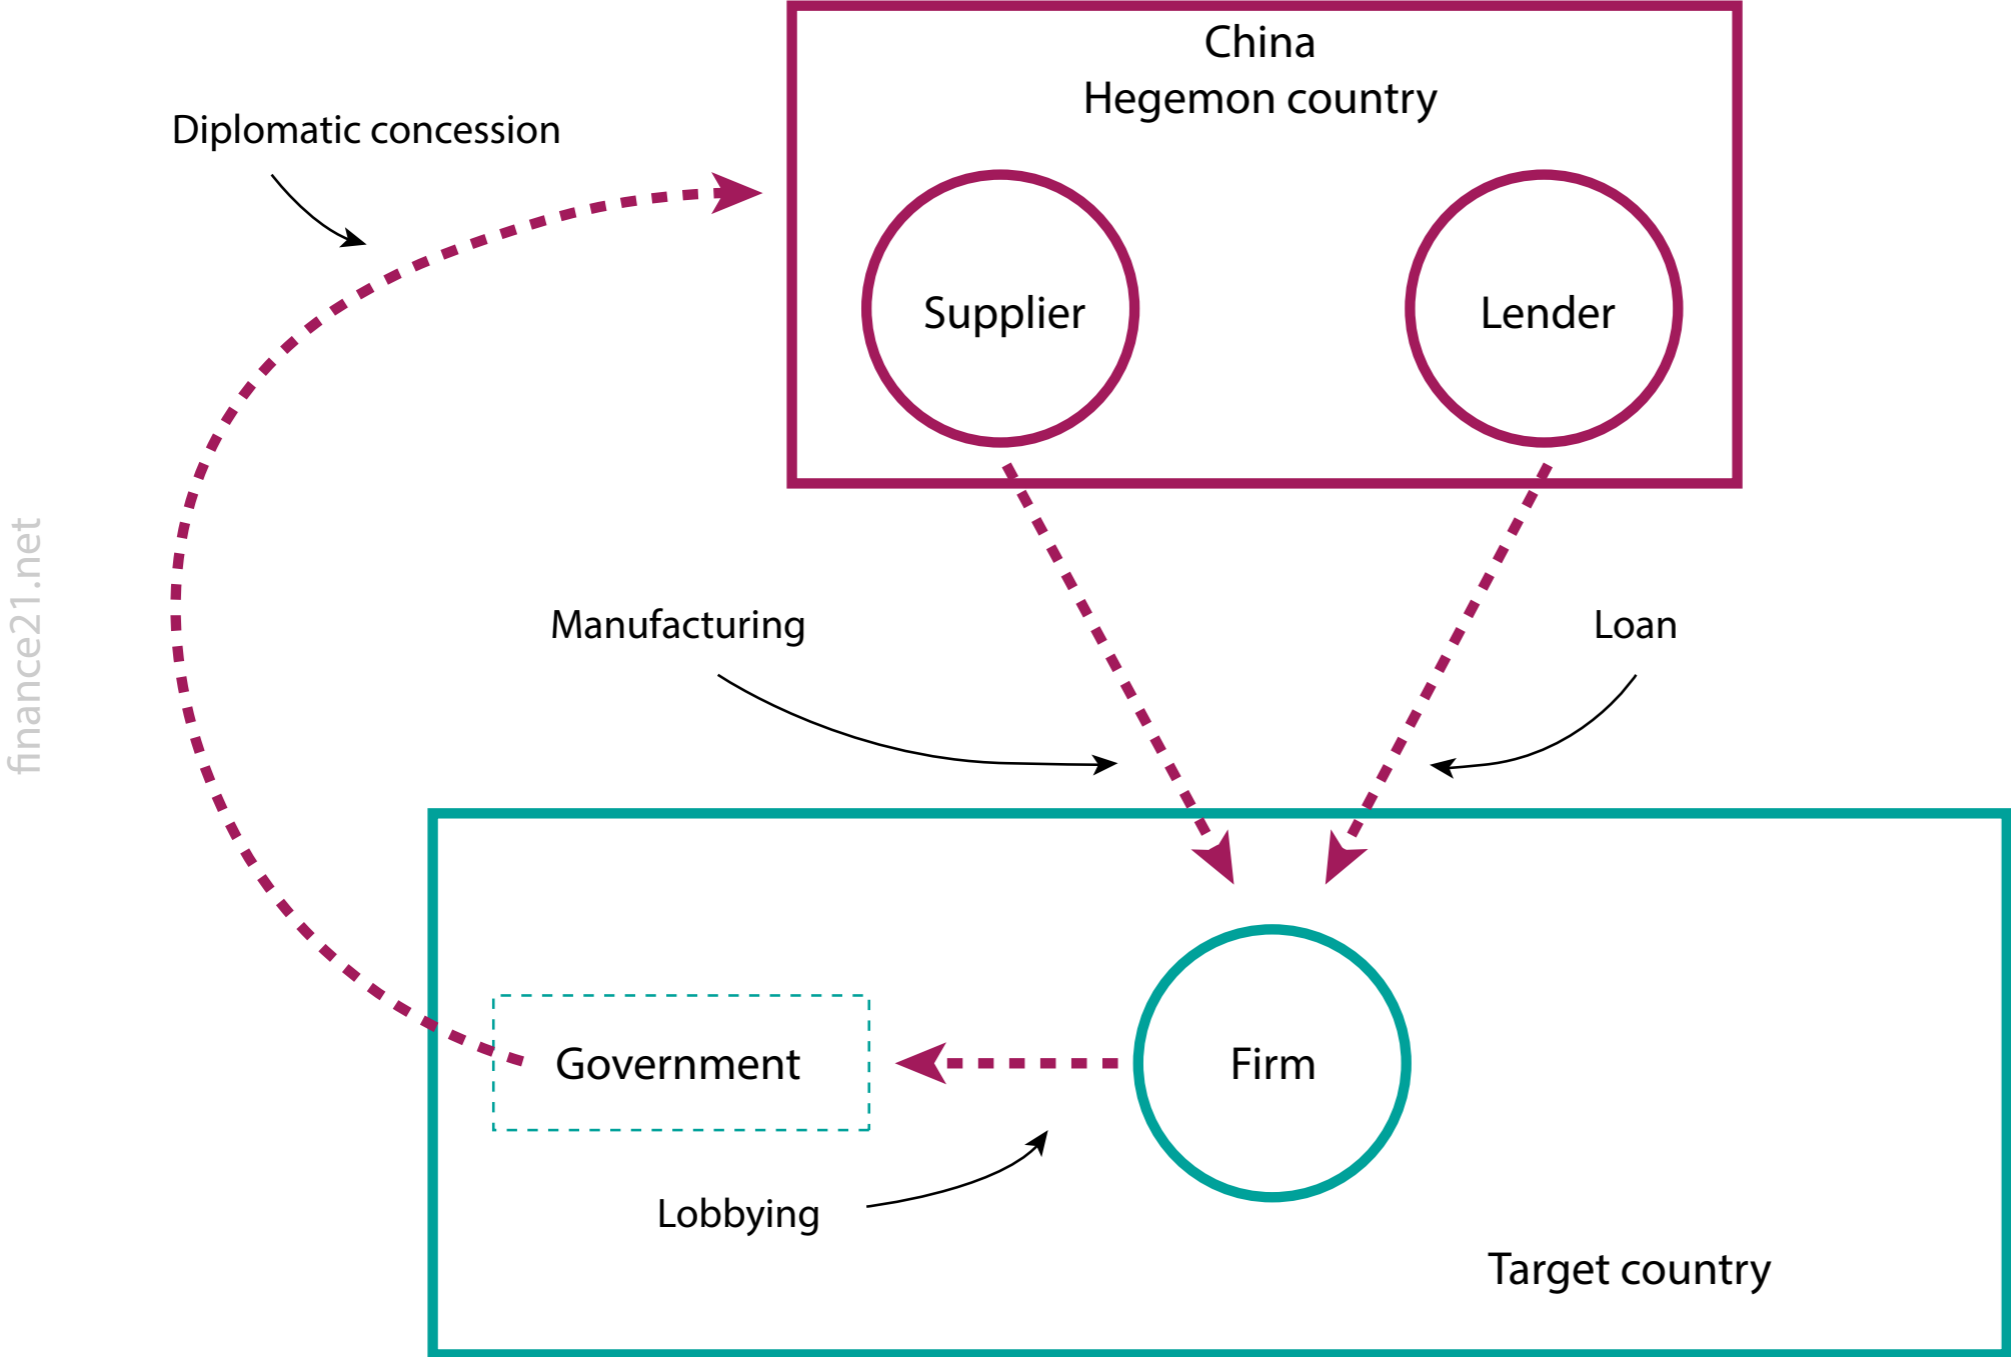 China
Hegemon country
Diplomatic concession
Supplier
Lender
Manufacturing
Loan
Government
Firm
Lobbying
Target country
finance21.net